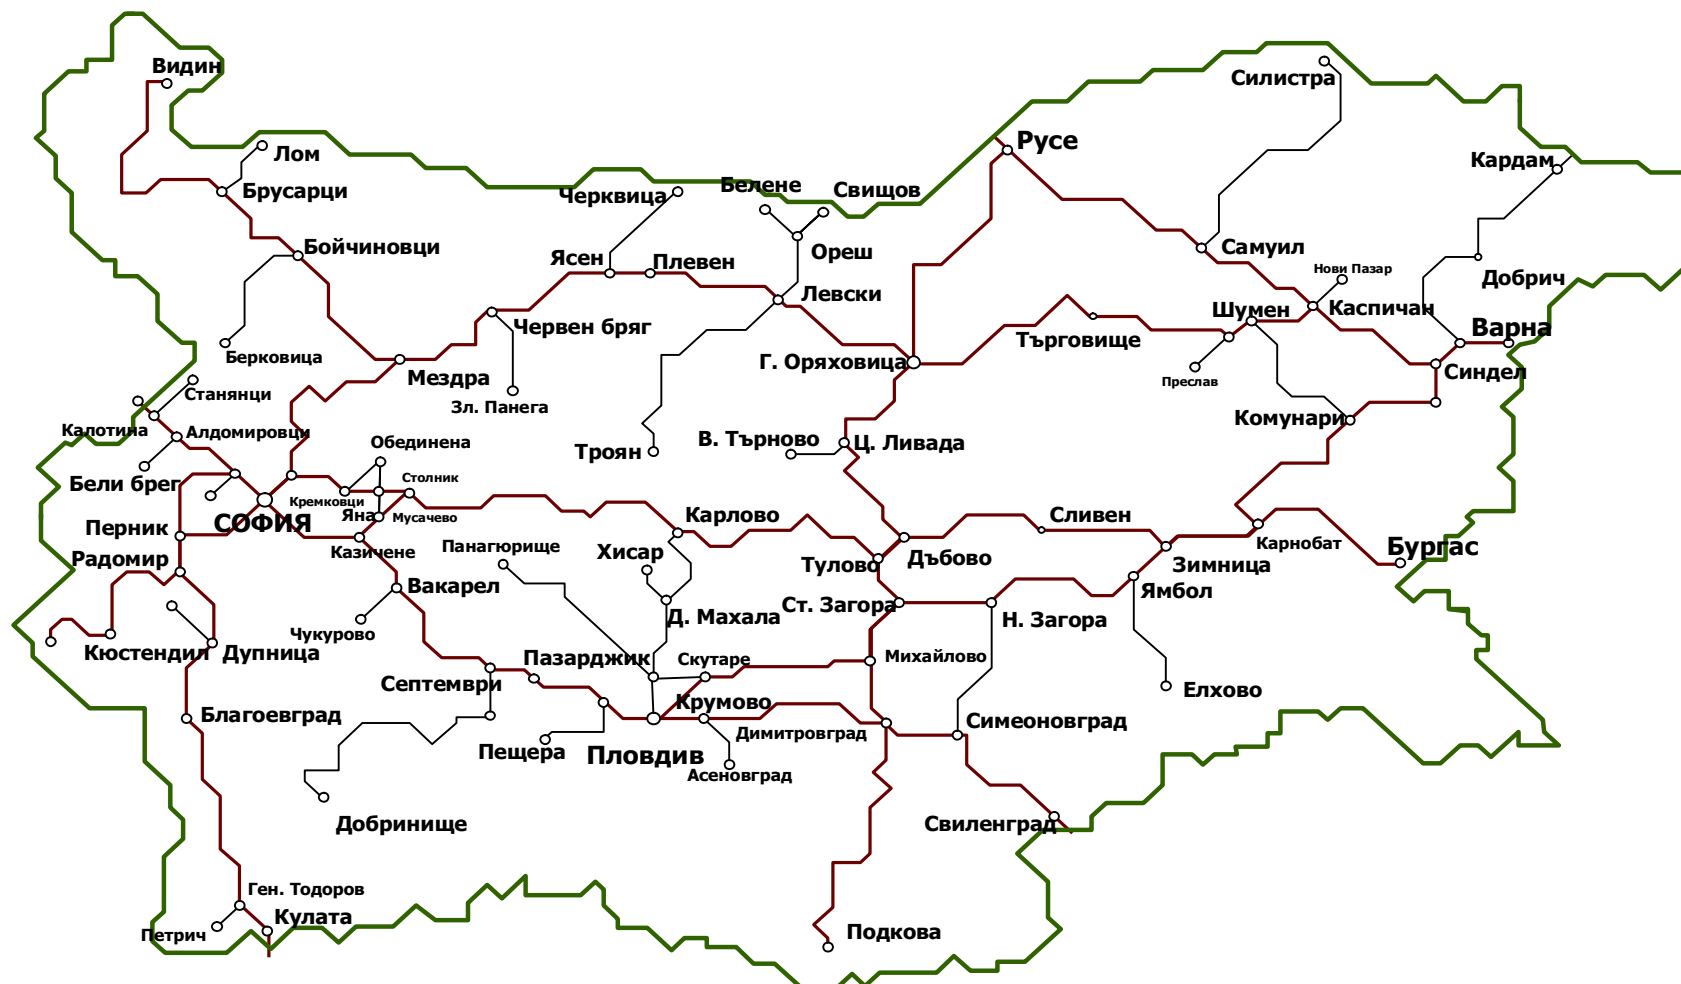 Видин
Силистра
Русе
Лом
Кардам
Брусарци
Черквица
Белене
Свищов
Бойчиновци
Ясен
Плевен
Ореш
Самуил
Нови Пазар
Добрич
Левски
Червен бряг
Шумен
Каспичан
Варна
Берковица
Търговище
Г. Оряховица
Мездра
Синдел
Преслав
Станянци
Зл. Панега
Комунари
Калотина
Алдомировци
Обединена
Троян
В. Търново
Ц. Ливада
Бели брег
Столник
Кремковци
Яна
Мусачево
Перник
СОФИЯ
Карлово
Сливен
Казичене
Панагюрище
Хисар
Дъбово
Карнобат
Бургас
Радомир
Тулово
Зимница
Вакарел
Ямбол
Ст. Загора
Д. Махала
Н. Загора
Чукурово
Кюстендил
Дупница
Пазарджик
Скутаре
Михайлово
Септември
Елхово
Крумово
Благоевград
Симеоновград
Димитровград
Пещера
Пловдив
Асеновград
Добринище
Свиленград
Ген. Тодоров
Кулата
Петрич
Подкова